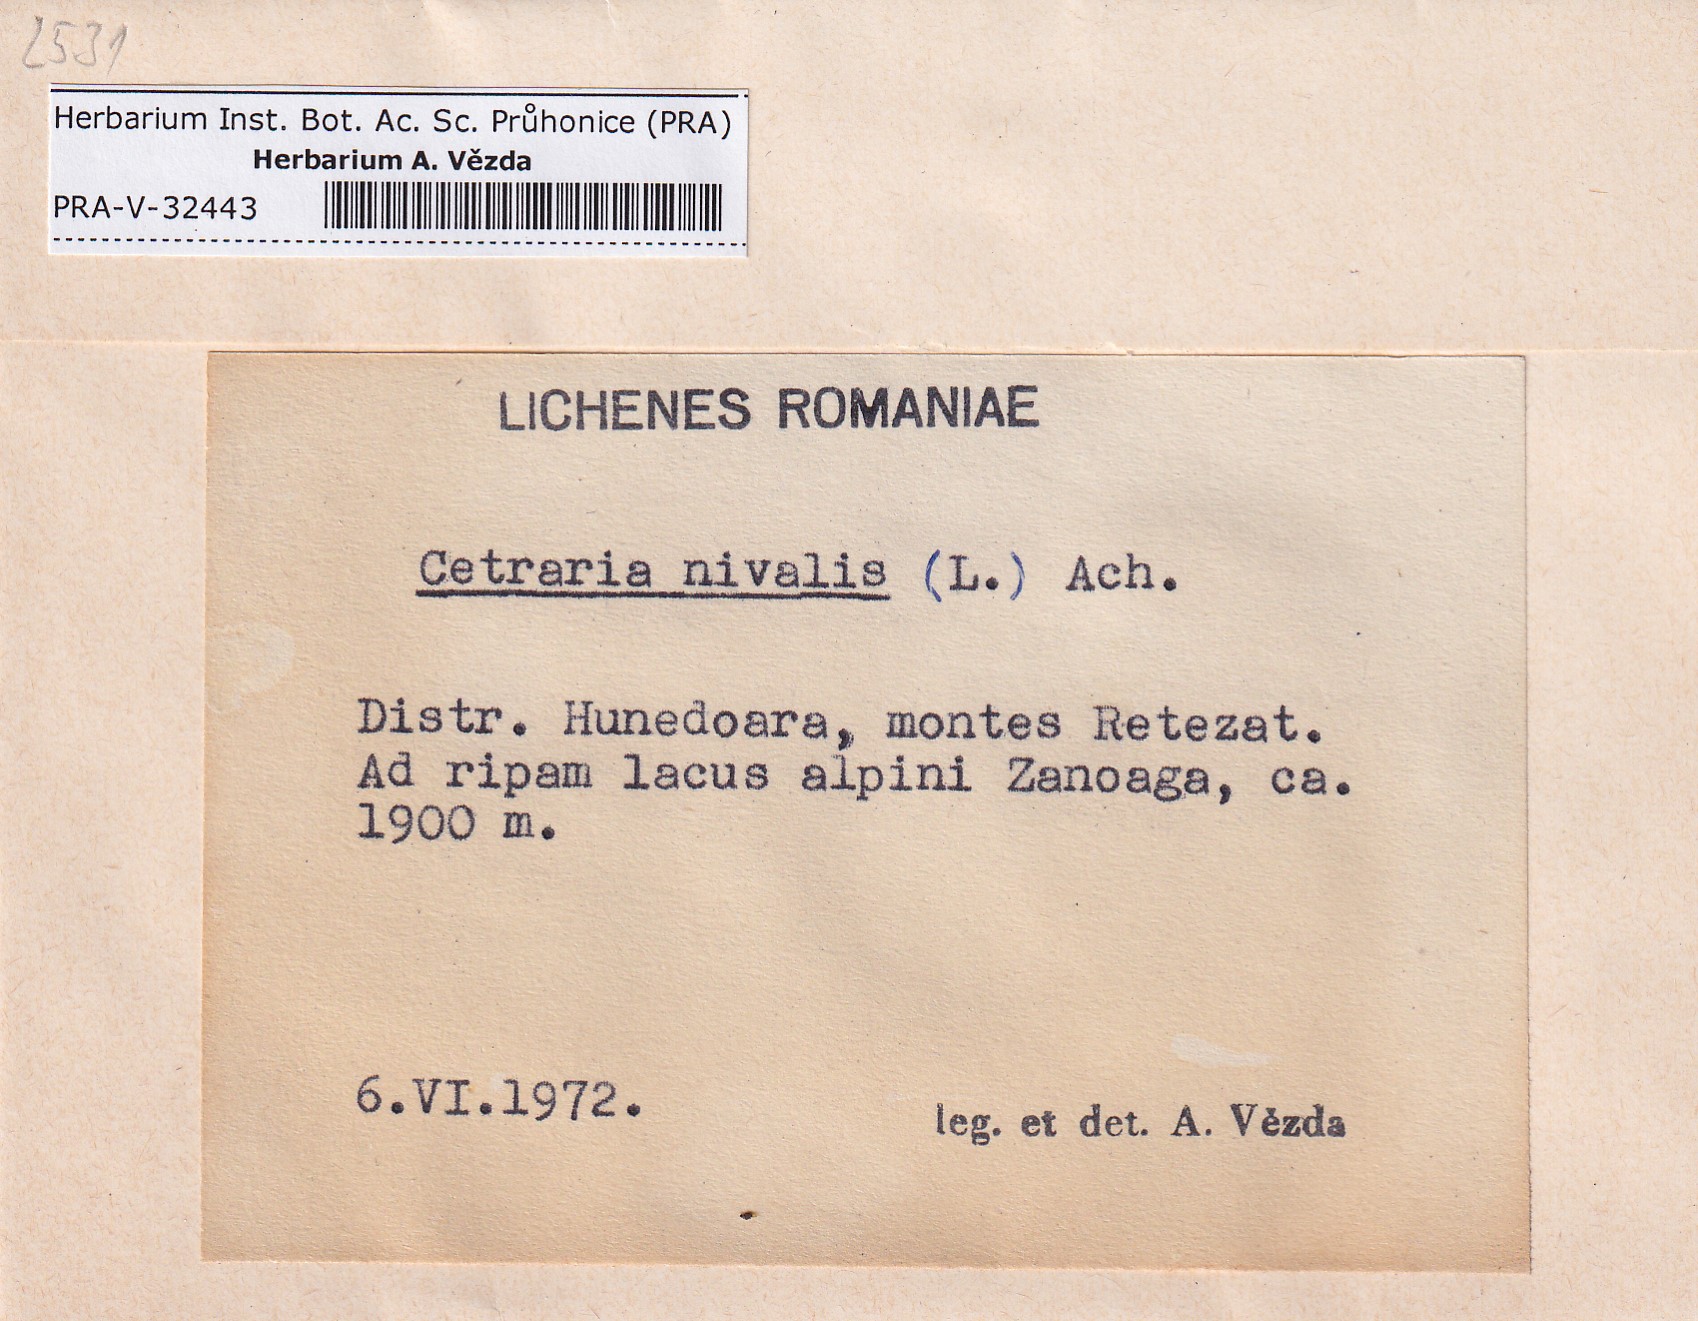 2531
Herbarium Inst. Bot. Ac. Sc. Průhonice (PRA)
Herbarium A. Vězda
PRA-V-32443
LICHENES ROMANIAE
Cetraria nivalis (L.) Ach.
Distr. Hunedoara, montes Retezat.
Ad ripam lacus alpini Zanoaga, ca.
1900 m.
6.VI.1972.
leg. et det. A. Vězda